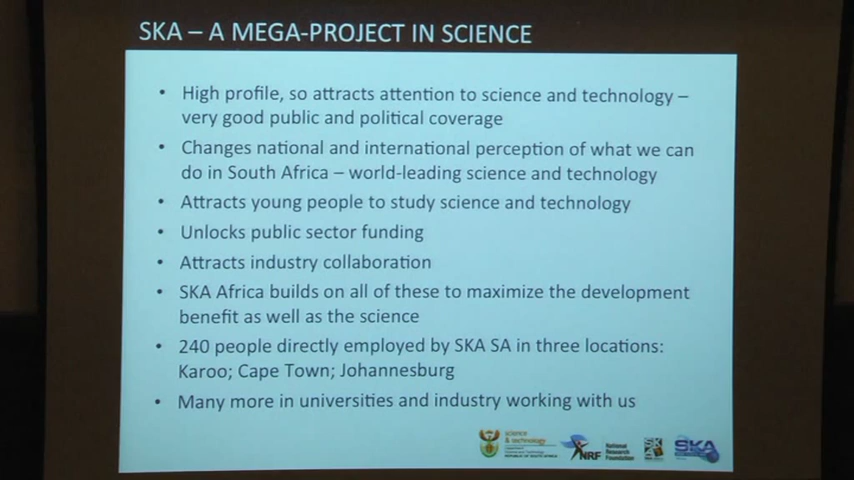 SKA – A MEGA-PROJECT IN SCIENCE
• High profile, so attracts attention to science and technology –
very good public and political coverage
• Changes national and international perception of what we can
do in South Africa – world-leading science and technology
• Attracts young people to study science and technology
• Unlocks public sector funding
• Attracts industry collaboration
• SKA Africa builds on all of these to maximize the development
benefit as well as the science
• 240 people directly employed by SKA SA in three locations:
Karoo; Cape Town; Johannesburg
• Many more in universities and industry working with us
science
& technology
REPUBLIC OF SOUTH AFRICA
NRF
National
Research
Foundation
SKA